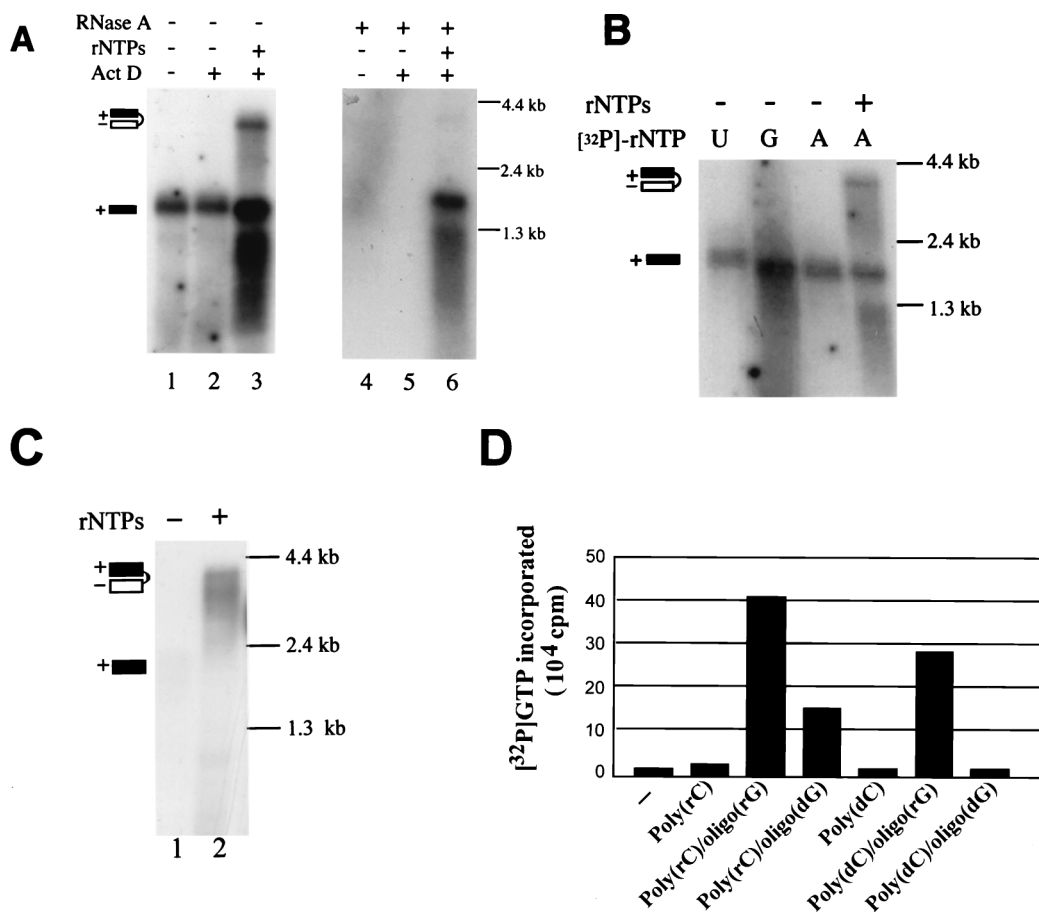 A
RNase A - - - + + +
rNTPs - - + - - +
Act D - + + - + +
+
-
+
4.4 kb
2.4 kb
1.3 kb
1 2 3 4 5 6
B
rNTPs - - - +
[³²P]-rNTP U G A A
+
-
+
4.4 kb
2.4 kb
1.3 kb
C
rNTPs - +
+
-
+
4.4 kb
2.4 kb
1.3 kb
1 2
D
[³²P]GTP incorporated
(10⁴ cpm)
50
40
30
20
10
0
-
Poly(rC)
Poly(rC)/oligo(rG)
Poly(rC)/oligo(dG)
Poly(dC)
Poly(dC)/oligo(rG)
Poly(dC)/oligo(dG)